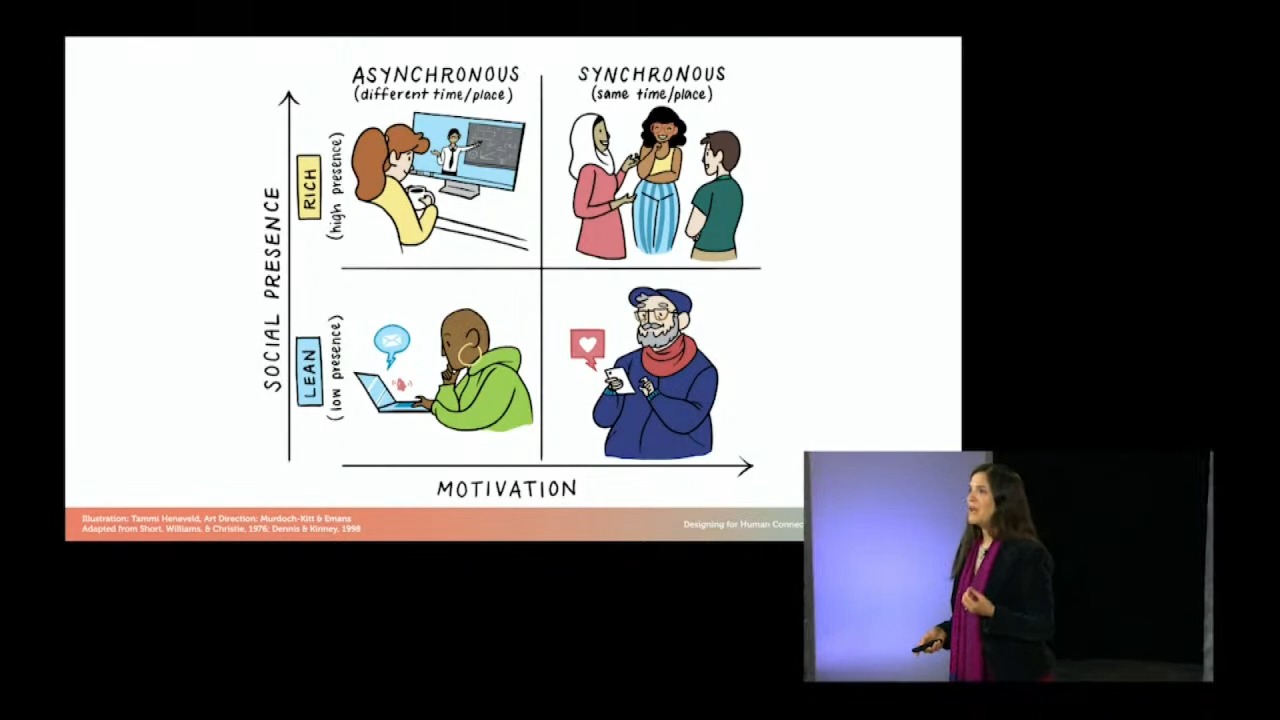 ASYNCHRONOUS
(different time/place)
SYNCHRONOUS
(same time/place)
SOCIAL PRESENCE
RICH
(high presence)
LEAN
(low presence)
MOTIVATION
Illustration: Tammi Heneveld, Art Direction: Murdoch-Kitt & Emans
Adapted from Short, Williams, & Christie, 1976; Dennis & Kinney, 1998
Designing for Human Connec